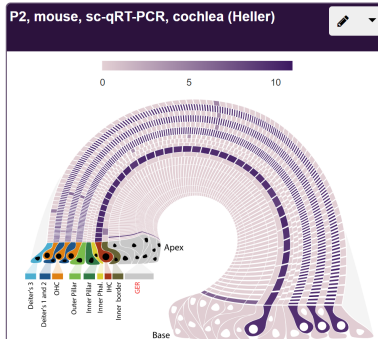 P2, mouse, sc-qRT-PCR, cochlea (Heller)
0 5 10
Apex
Deiter's 3
Deiter's 1 and 2
OHC
Outer Pillar
Inner Pillar
Inner Phal.
IHC
Inner border
GER
Base